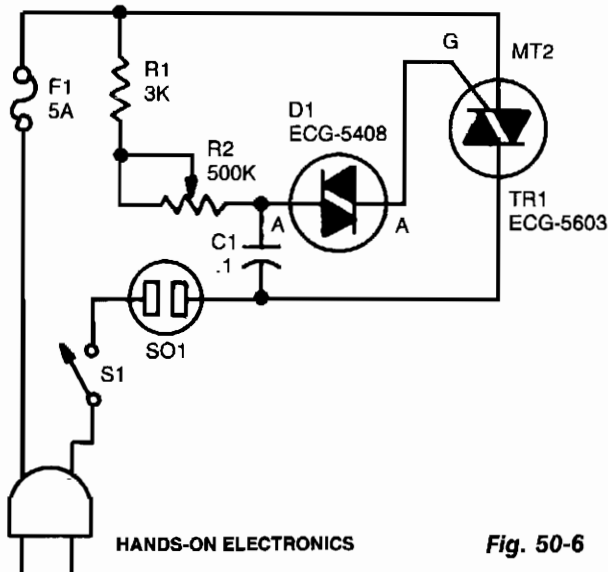 G
MT2
F1
5A
R1
3K
D1
ECG-5408
R2
500K
TR1
ECG-5603
A
A
C1
.1
SO1
S1
HANDS-ON ELECTRONICS
Fig. 50-6